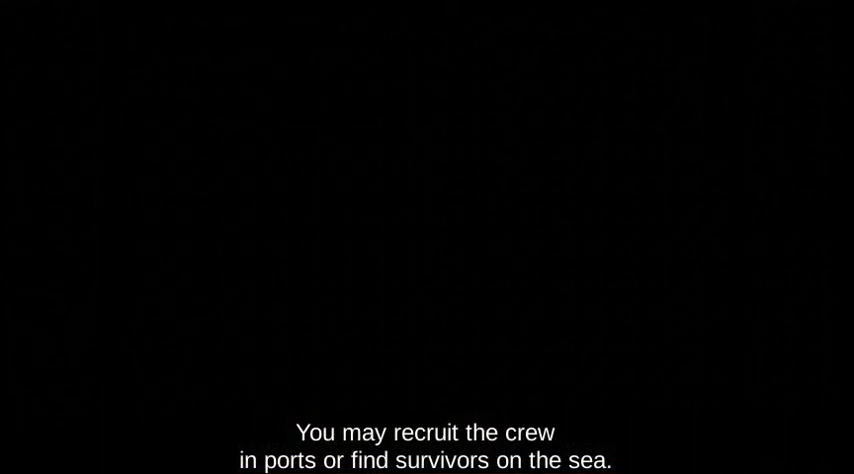 You may recruit the crew
in ports or find survivors on the sea.